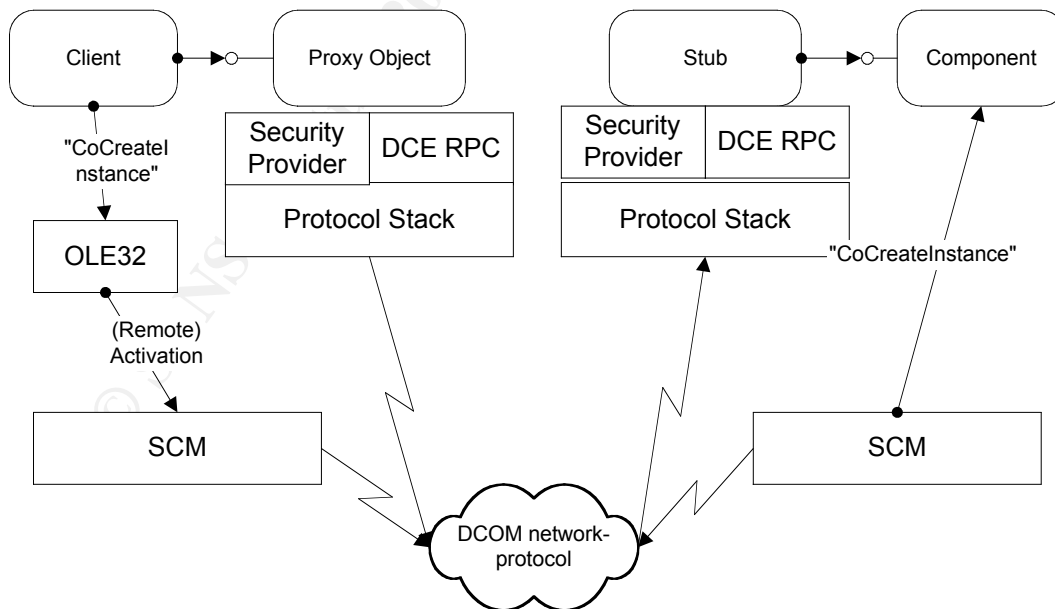 Client
Proxy Object
Stub
Component
Security
Provider
DCE RPC
Protocol Stack
Security
Provider
DCE RPC
Protocol Stack
"CoCreateI
nstance"
OLE32
"CoCreateInstance"
(Remote)
Activation
SCM
SCM
DCOM network-
protocol